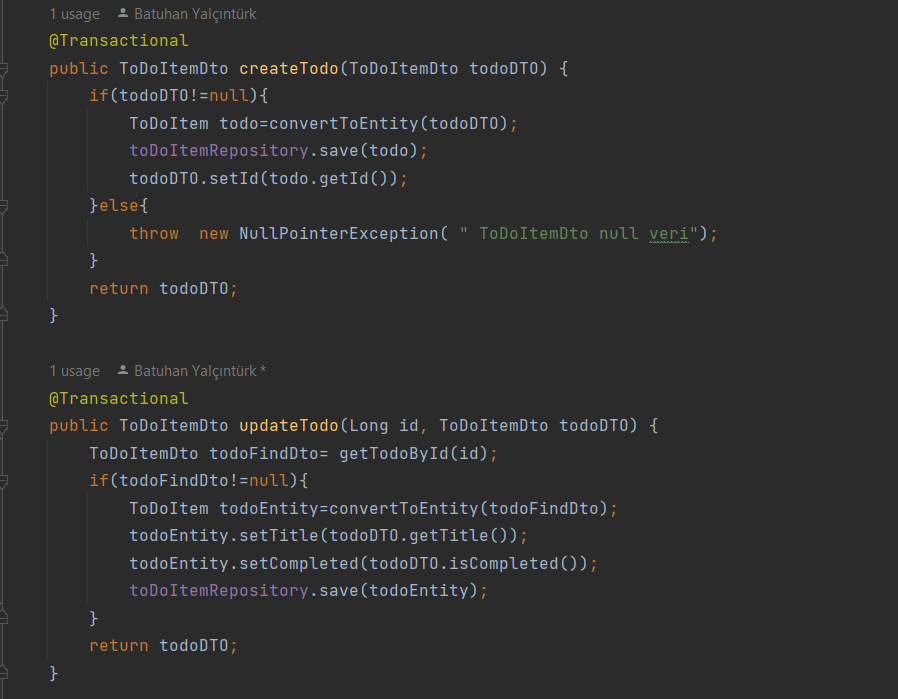 1 usage Batuhan Yalçıntürk
@Transactional
public ToDoItemDto createTodo(ToDoItemDto todoDTO) {
if(todoDTO!=null){
ToDoItem todo=convertToEntity(todoDTO);
toDoItemRepository.save(todo);
todoDTO.setId(todo.getId());
}else{
throw  new NullPointerException( " ToDoItemDto null veri");
}
return todoDTO;
}
1 usage Batuhan Yalçıntürk *
@Transactional
public ToDoItemDto updateTodo(Long id, ToDoItemDto todoDTO) {
ToDoItemDto todoFindDto= getTodoById(id);
if(todoFindDto!=null){
ToDoItem todoEntity=convertToEntity(todoFindDto);
todoEntity.setTitle(todoDTO.getTitle());
todoEntity.setCompleted(todoDTO.isCompleted());
toDoItemRepository.save(todoEntity);
}
return todoDTO;
}